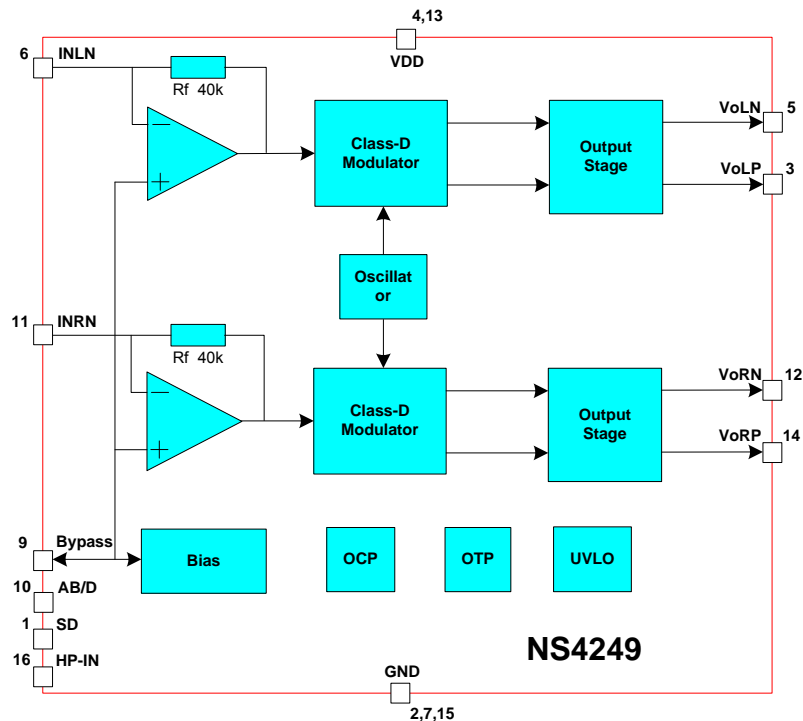 4,13
VDD
6 INLN
Rf 40k
Class-D
Modulator
Output
Stage
VoLN 5
VoLP 3
Oscillat
or
11 INRN
Rf 40k
Class-D
Modulator
Output
Stage
VoRN 12
VoRP 14
9 Bypass
Bias
OCP
OTP
UVLO
10 AB/D
1 SD
16 HP-IN
NS4249
GND
2,7,15